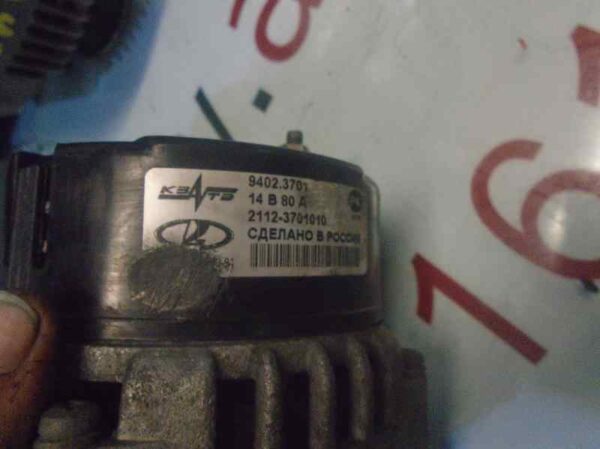 КЗАТЭ
9402.3701
14 В 80 А
2112-3701010
СДЕЛАНО В РОССИИ